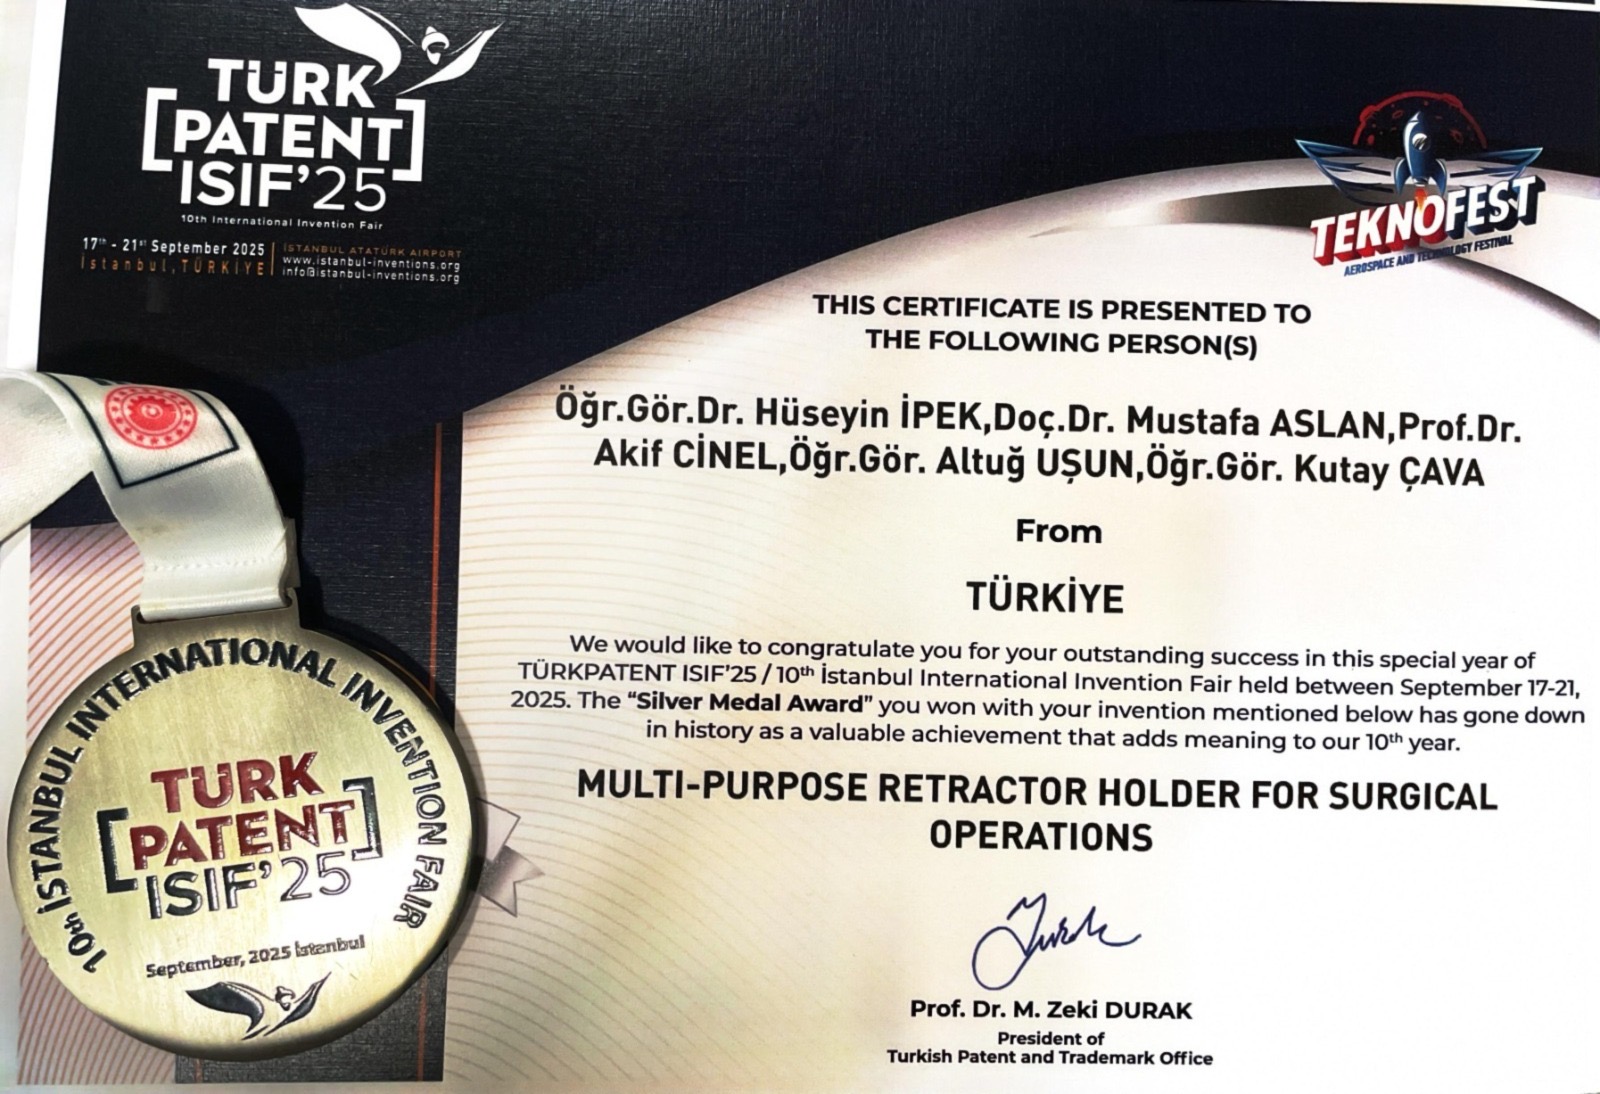 TÜRK
PATENT
ISIF'25
10th International Invention Fair
17th - 21st September 2025
İstanbul, TÜRKİYE
İSTANBUL ATATÜRK AIRPORT
www.istanbul-inventions.org
info@istanbul-inventions.org
TEKNOFEST
AEROSPACE AND TECHNOLOGY FESTIVAL
THIS CERTIFICATE IS PRESENTED TO
THE FOLLOWING PERSON(S)
Öğr.Gör.Dr. Hüseyin İPEK,Doç.Dr. Mustafa ASLAN,Prof.Dr.
Akif CİNEL,Öğr.Gör. Altuğ UŞUN,Öğr.Gör. Kutay ÇAVA
From
TÜRKİYE
We would like to congratulate you for your outstanding success in this special year of
TÜRKPATENT ISIF'25 / 10th İstanbul International Invention Fair held between September 17-21,
2025. The “Silver Medal Award” you won with your invention mentioned below has gone down
in history as a valuable achievement that adds meaning to our 10th year.
MULTI-PURPOSE RETRACTOR HOLDER FOR SURGICAL
OPERATIONS
Prof. Dr. M. Zeki DURAK
President of
Turkish Patent and Trademark Office
10th İSTANBUL INTERNATIONAL INVENTION FAIR
TÜRK
PATENT
ISIF'25
September, 2025 İstanbul